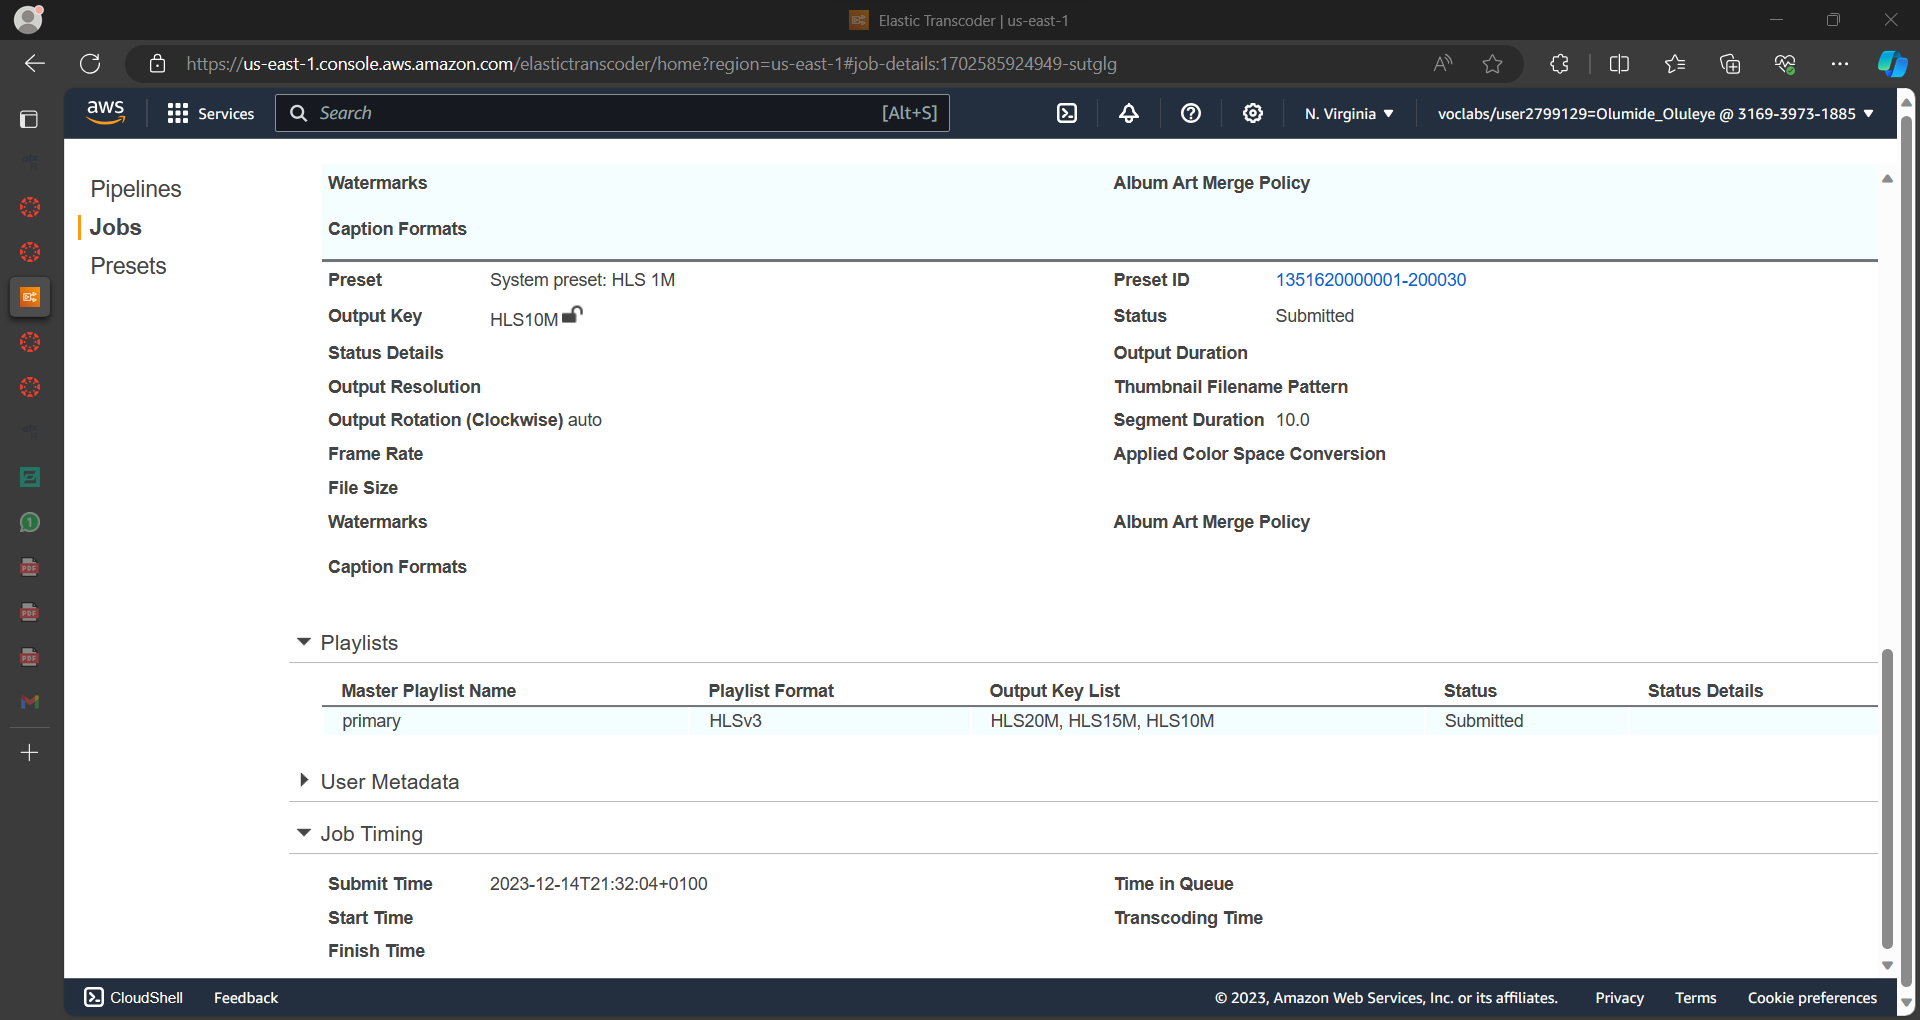 Elastic Transcoder | us-east-1
https://us-east-1.console.aws.amazon.com/elastictranscoder/home?region=us-east-1#job-details:1702585924949-sutglg
aws
Services
Search
[Alt+S]
N. Virginia
voclabs/user2799129=Olumide_Oluleye @ 3169-3973-1885
Pipelines
Jobs
Presets
Watermarks Album Art Merge Policy
Caption Formats
Preset System preset: HLS 1M Preset ID 1351620000001-200030
Output Key HLS10M Status Submitted
Status Details Output Duration
Output Resolution Thumbnail Filename Pattern
Output Rotation (Clockwise) auto Segment Duration 10.0
Frame Rate Applied Color Space Conversion
File Size
Watermarks Album Art Merge Policy
Caption Formats
Playlists
Master Playlist Name Playlist Format Output Key List Status Status Details
primary HLSv3 HLS20M, HLS15M, HLS10M Submitted
User Metadata
Job Timing
Submit Time 2023-12-14T21:32:04+0100 Time in Queue
Start Time Transcoding Time
Finish Time
CloudShell Feedback © 2023, Amazon Web Services, Inc. or its affiliates. Privacy Terms Cookie preferences